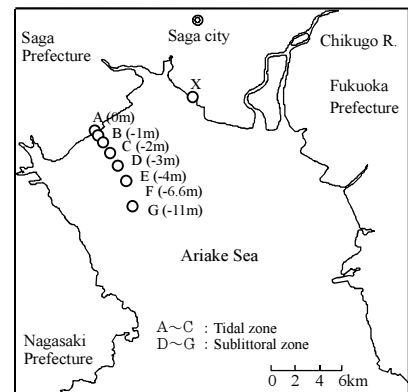 Saga
Prefecture
Saga city
Chikugo R.
Fukuoka
Prefecture
X
A (0m)
B (-1m)
C (-2m)
D (-3m)
E (-4m)
F (-6.6m)
G (-11m)
Ariake Sea
Nagasaki
Prefecture
A～C : Tidal zone
D～G : Sublittoral zone
0 2 4 6km